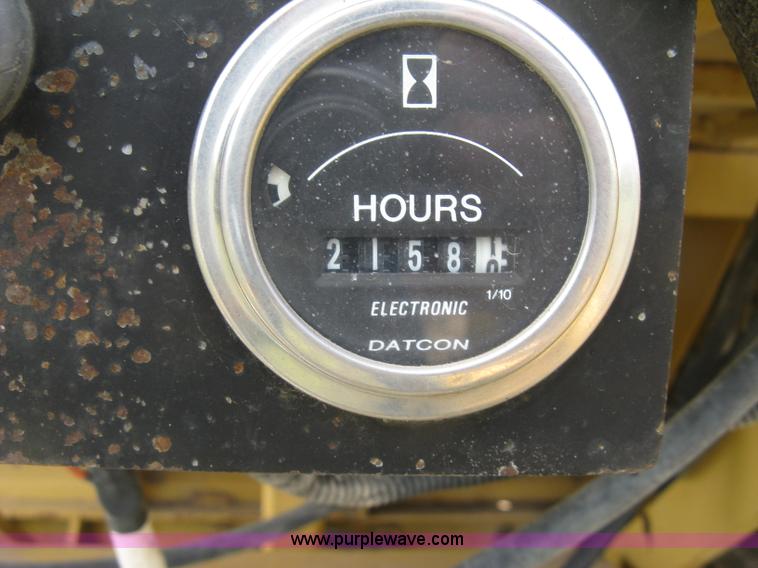 HOURS
2158
1/10
ELECTRONIC
DATCON
www.purplewave.com